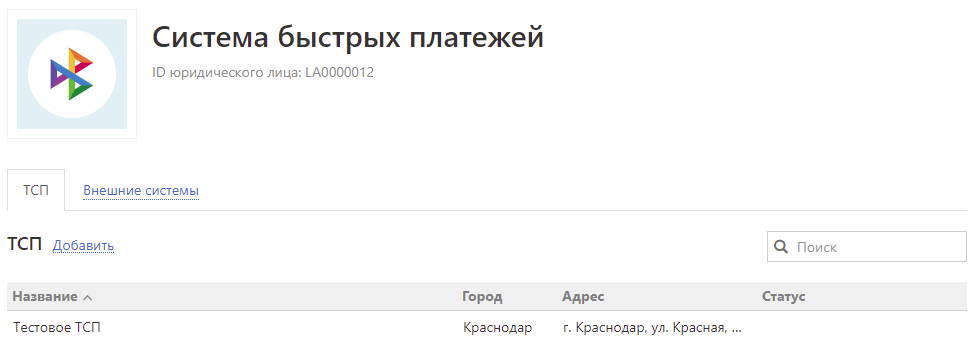 Система быстрых платежей
ID юридического лица: LA0000012
ТСП Внешние системы
ТСП Добавить Поиск
Название Город Адрес Статус
Тестовое ТСП Краснодар г. Краснодар, ул. Красная, ...